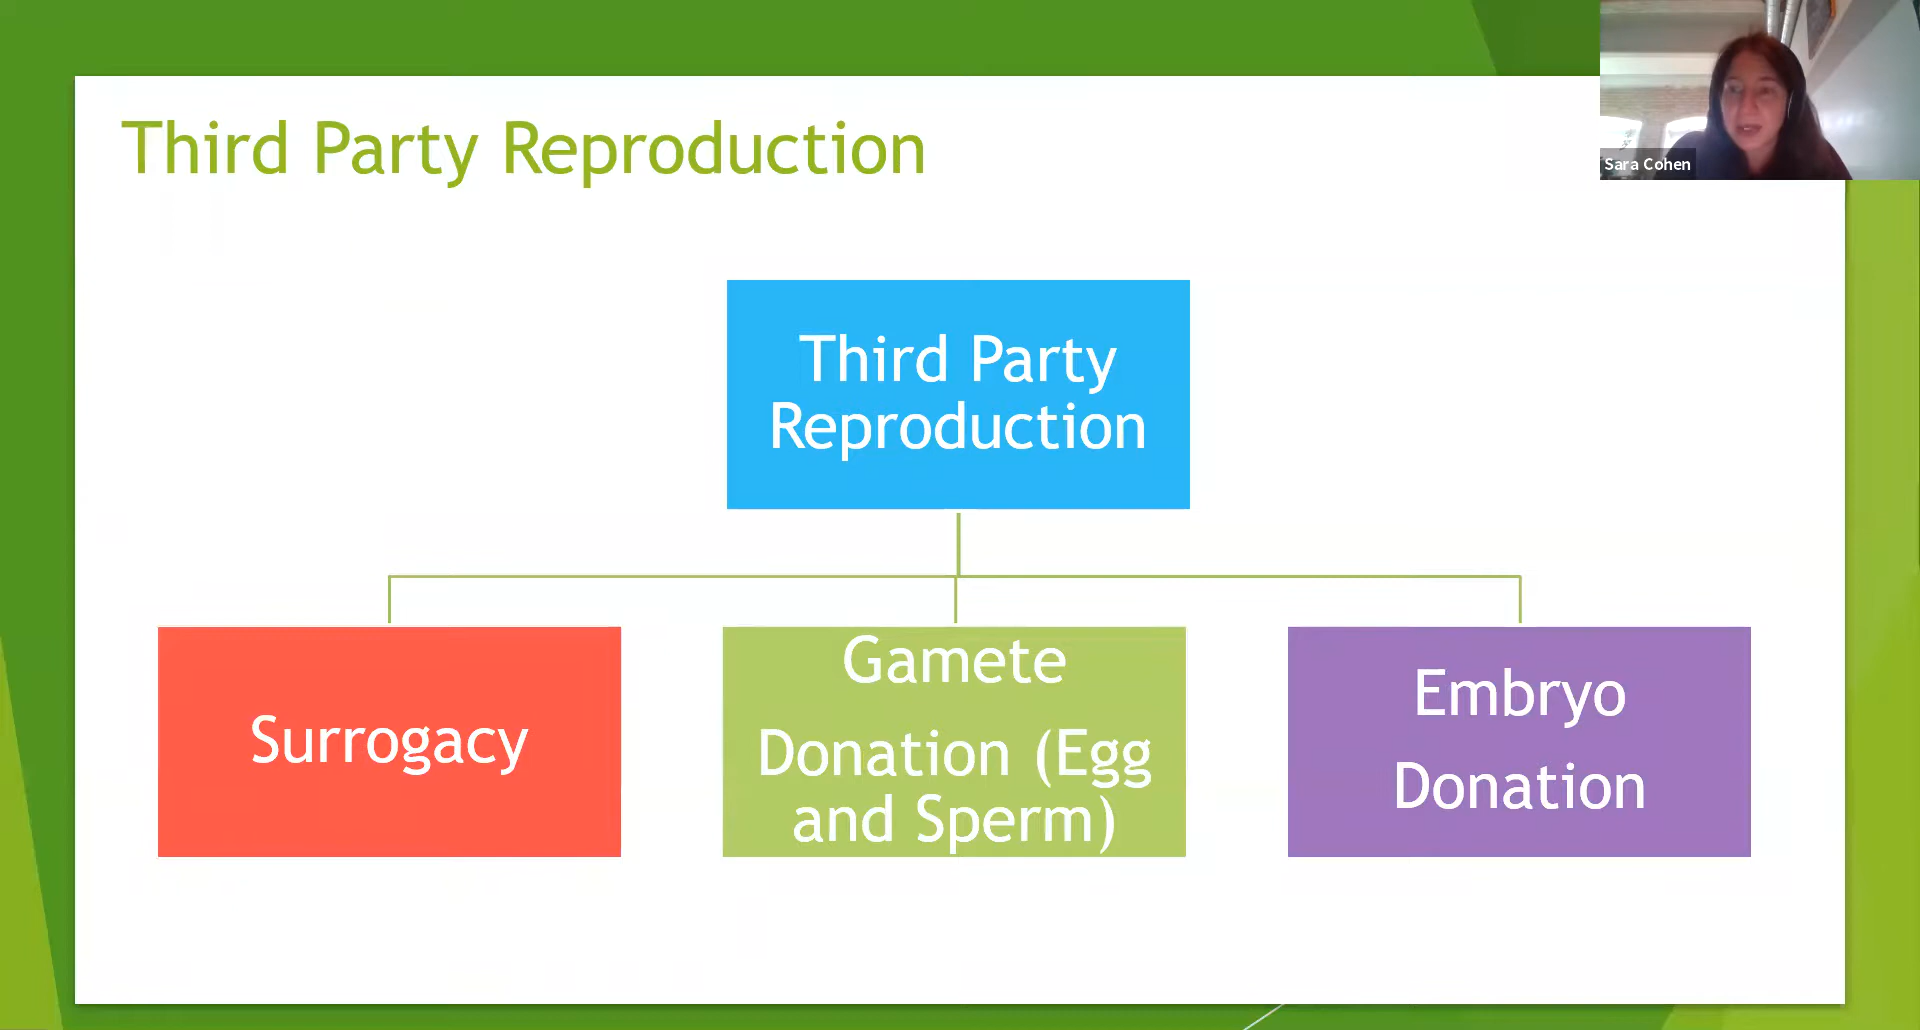 Third Party Reproduction
Sara Cohen
Third Party
Reproduction
Surrogacy
Gamete
Donation (Egg
and Sperm)
Embryo
Donation